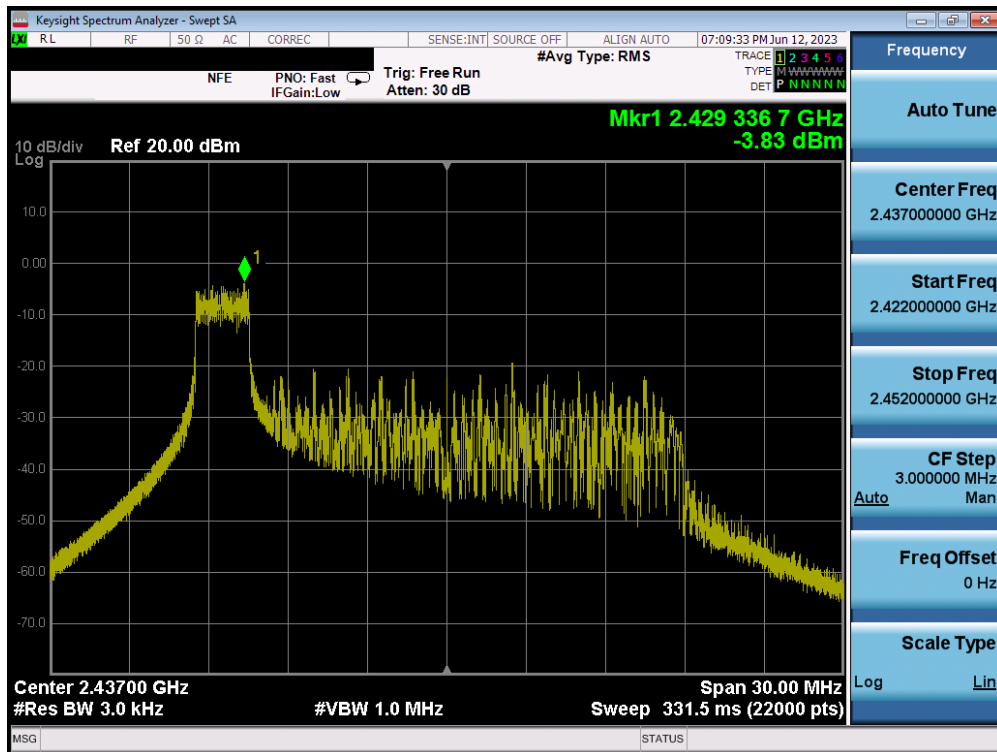 Keysight Spectrum Analyzer - Swept SA
LXI RL RF 50 Ω AC CORREC SENSE:INT SOURCE OFF ALIGN AUTO 07:09:33 PM Jun 12, 2023
NFE PNO: Fast Trig: Free Run #Avg Type: RMS TRACE 1 2 3 4 5 6
IFGain:Low Atten: 30 dB TYPE M WWWWW
DET P N N N N N
Mkr1 2.429 336 7 GHz
-3.83 dBm
10 dB/div Ref 20.00 dBm
Log
1
10.0
0.00
-10.0
-20.0
-30.0
-40.0
-50.0
-60.0
-70.0
Center 2.43700 GHz Span 30.00 MHz
#Res BW 3.0 kHz #VBW 1.0 MHz Sweep 331.5 ms (22000 pts)
MSG STATUS
Frequency
Auto Tune
Center Freq
2.437000000 GHz
Start Freq
2.422000000 GHz
Stop Freq
2.452000000 GHz
CF Step
3.000000 MHz
Auto Man
Freq Offset
0 Hz
Scale Type
Log Lin